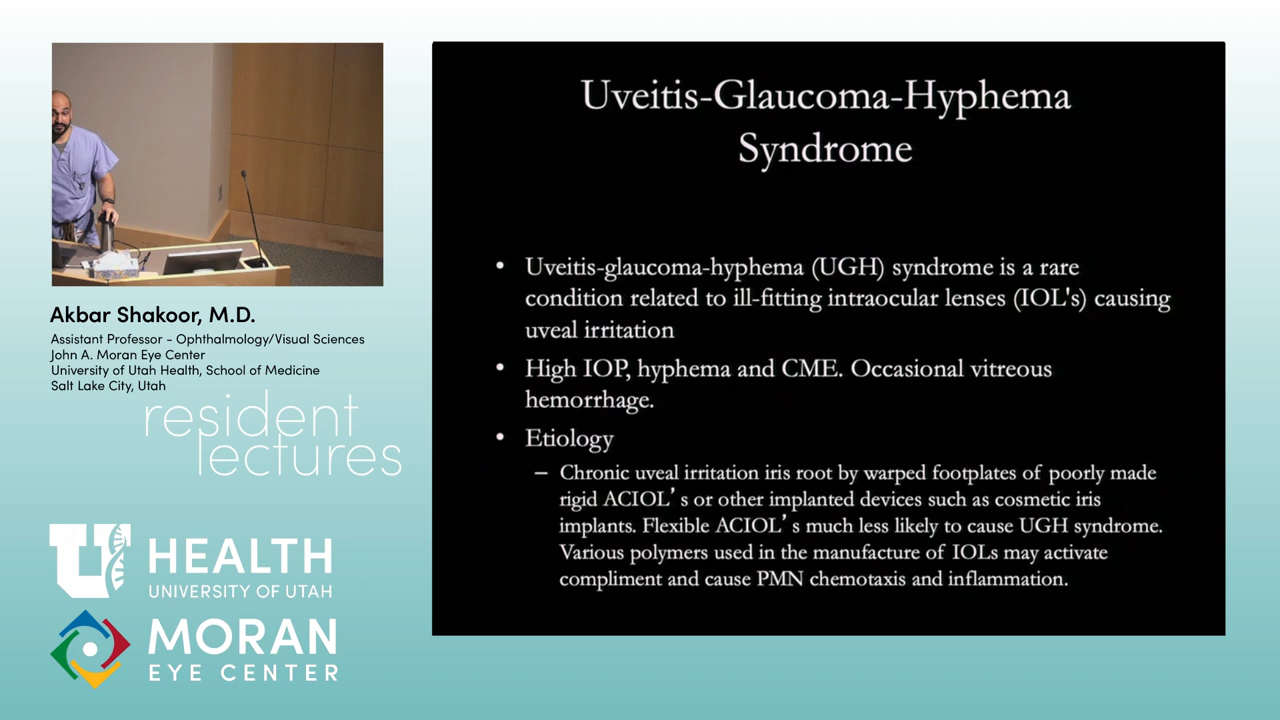 Uveitis-Glaucoma-Hyphema
Syndrome
• Uveitis-glaucoma-hyphema (UGH) syndrome is a rare
condition related to ill-fitting intraocular lenses (IOL's) causing
uveal irritation
• High IOP, hyphema and CME. Occasional vitreous
hemorrhage.
• Etiology
– Chronic uveal irritation iris root by warped footplates of poorly made
rigid ACIOL’ s or other implanted devices such as cosmetic iris
implants. Flexible ACIOL’ s much less likely to cause UGH syndrome.
Various polymers used in the manufacture of IOLs may activate
compliment and cause PMN chemotaxis and inflammation.
Akbar Shakoor, M.D.
Assistant Professor - Ophthalmology/Visual Sciences
John A. Moran Eye Center
University of Utah Health, School of Medicine
Salt Lake City, Utah
resident
lectures
U HEALTH
UNIVERSITY OF UTAH
MORAN
EYE CENTER